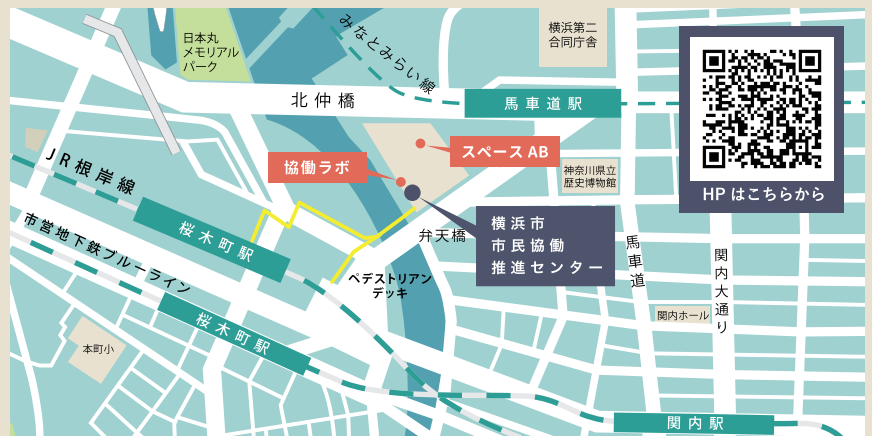 日本丸
メモリアル
パーク
みなとみらい線
横浜第二
合同庁舎
北仲橋
馬車道駅
スペースAB
協働ラボ
神奈川県立
歴史博物館
HPはこちらから
JR根岸線
桜木町駅
市営地下鉄ブルーライン
桜木町駅
弁天橋
横浜市
市民協働
推進センター
馬車道
関内大通り
ペデストリアン
デッキ
関内ホール
本町小
関内駅